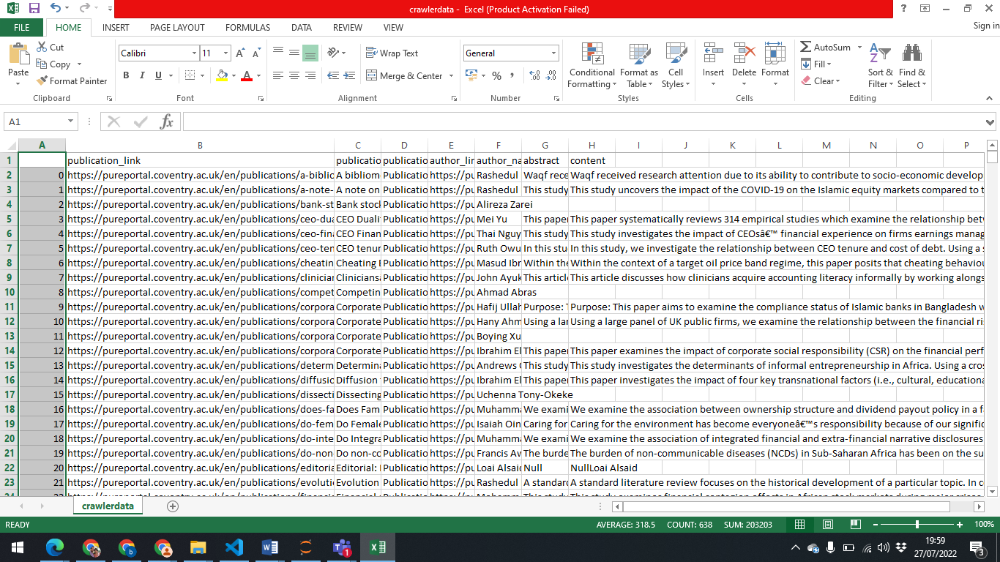 crawlerdata - Excel (Product Activation Failed)
FILE HOME INSERT PAGE LAYOUT FORMULAS DATA REVIEW VIEW Sign in
Paste
Cut
Copy
Format Painter
Clipboard
Calibri 11
B I U
Font
Wrap Text
Merge & Center
Alignment
General
%
Number
Conditional Formatting
Format as Table
Cell Styles
Styles
Insert
Delete
Format
Cells
AutoSum
Fill
Clear
Sort & Filter
Find & Select
Editing
A1
fx
A B C D E F G H I J K L M N O P
1 publication_link publicatio publicatio author_lin author_na abstract content
2 0 https://pureportal.coventry.ac.uk/en/publications/a-biblio A bibliom Publicatio https://pu Rashedul Waqf rece Waqf received research attention due to its ability to contribute to socio-economic develop
3 1 https://pureportal.coventry.ac.uk/en/publications/a-note- A note on Publicatio https://pu Rashedul This study This study uncovers the impact of the COVID-19 on the Islamic equity markets compared to t
4 2 https://pureportal.coventry.ac.uk/en/publications/bank-st Bank stock Publicatio https://pu Alireza Zarei
5 3 https://pureportal.coventry.ac.uk/en/publications/ceo-dua CEO Dualit Publicatio https://pu Mei Yu This paper This paper systematically reviews 314 empirical studies which examine the relationship betw
6 4 https://pureportal.coventry.ac.uk/en/publications/ceo-fina CEO Finan Publicatio https://pu Thai Nguy This study This study investigates the impact of CEOsâ€™ financial experience on firms earnings manag
7 5 https://pureportal.coventry.ac.uk/en/publications/ceo-ten CEO tenur Publicatio https://pu Ruth Owu In this stu In this study, we investigate the relationship between CEO tenure and cost of debt. Using a s
8 6 https://pureportal.coventry.ac.uk/en/publications/cheatin Cheating B Publicatio https://pu Masud Ibr Within the Within the context of a target oil price band regime, this paper posits that cheating behaviou
9 7 https://pureportal.coventry.ac.uk/en/publications/clinician Cliniciansa Publicatio https://pu John Ayuk This articl This article discusses how clinicians acquire accounting literacy informally by working alongs
10 8 https://pureportal.coventry.ac.uk/en/publications/compet Competin Publicatio https://pu Ahmad Abras
11 9 https://pureportal.coventry.ac.uk/en/publications/corpora Corporate Publicatio https://pu Hafij Ullah Purpose: T Purpose: This paper aims to examine the compliance status of Islamic banks in Bangladesh w
12 10 https://pureportal.coventry.ac.uk/en/publications/corpora Corporate Publicatio https://pu Hany Ahm Using a lar Using a large panel of UK public firms, we examine the relationship between the financial ri
13 11 https://pureportal.coventry.ac.uk/en/publications/corpora Corporate Publicatio https://pu Boying Xu
14 12 https://pureportal.coventry.ac.uk/en/publications/corpora Corporate Publicatio https://pu Ibrahim El This paper This paper examines the impact of corporate social responsibility (CSR) on the financial perf
15 13 https://pureportal.coventry.ac.uk/en/publications/determ Determina Publicatio https://pu Andrews This study This study investigates the determinants of informal entrepreneurship in Africa. Using a cros
16 14 https://pureportal.coventry.ac.uk/en/publications/diffusio Diffusion Publicatio https://pu Ibrahim El This paper This paper investigates the impact of four key transnational factors (i.e., cultural, educationa
17 15 https://pureportal.coventry.ac.uk/en/publications/dissecti Dissecting Publicatio https://pu Uchenna Tony-Okeke
18 16 https://pureportal.coventry.ac.uk/en/publications/does-fa Does Fam Publicatio https://pu Muhamma We exami We examine the association between ownership structure and dividend payout policy in a f
19 17 https://pureportal.coventry.ac.uk/en/publications/do-fem Do Female Publicatio https://pu Isaiah Oin Caring for Caring for the environment has become everyoneâ€™s responsibility because of our signific
20 18 https://pureportal.coventry.ac.uk/en/publications/do-inte Do Integra Publicatio https://pu Muhamma We exami We examine the association of integrated financial and extra-financial narrative disclosures
21 19 https://pureportal.coventry.ac.uk/en/publications/do-non- Do non-co Publicatio https://pu Francis Av The burde The burden of non-communicable diseases (NCDs) in Sub-Saharan Africa has been on the su
22 20 https://pureportal.coventry.ac.uk/en/publications/editoria Editorial: Publicatio https://pu Loai Alsaid Null NullLoai Alsaid
23 21 https://pureportal.coventry.ac.uk/en/publications/evoluti Evolution Publicatio https://pu Rashedul A standard A standard literature review focuses on the historical development of a particular topic. In c
crawlerdata
READY AVERAGE: 318.5 COUNT: 638 SUM: 203203 100%
19:59
27/07/2022
1
3